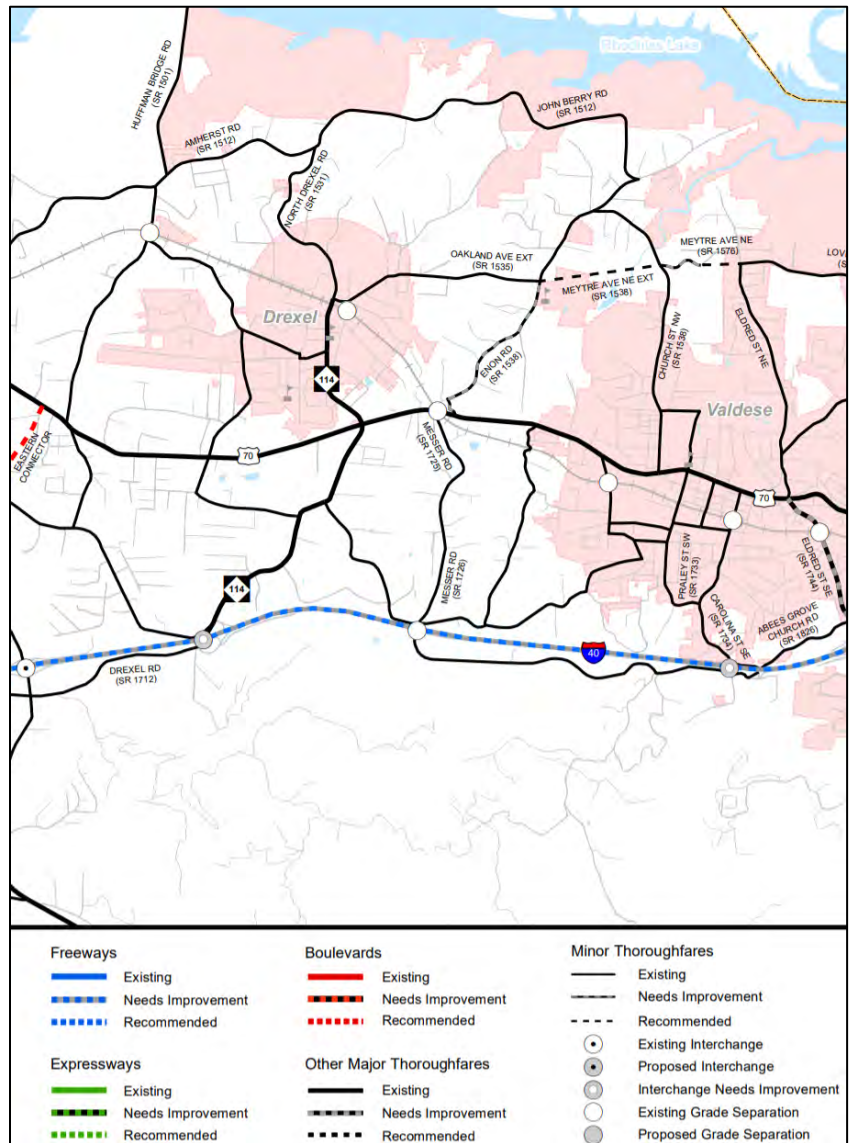 Rhodhiss Lake
HUFFMAN BRIDGE RD
(SR 1501)
AMHERST RD
(SR 1512)
JOHN BERRY RD
(SR 1512)
NORTH DREXEL RD
(SR 1531)
OAKLAND AVE EXT
(SR 1535)
MEYTRE AVE NE
(SR 1576)
MEYTRE AVE NE EXT
(SR 1538)
Drexel
ENON RD
(SR 1538)
CHURCH ST NW
(SR 1538)
ELDRED ST NE
114
Valdese
EASTERN
CONNECTOR
70
MESSER RD
(SR 1725)
70
PRALEY ST SW
(SR 1733)
ELDRED ST SE
(SR 1744)
MESSER RD
(SR 1726)
114
CAROLINA ST SE
(SR 1734)
ABEES GROVE
CHURCH RD
(SR 1826)
40
DREXEL RD
(SR 1712)
Freeways
Existing
Needs Improvement
Recommended
Expressways
Existing
Needs Improvement
Recommended
Boulevards
Existing
Needs Improvement
Recommended
Other Major Thoroughfares
Existing
Needs Improvement
Recommended
Minor Thoroughfares
Existing
Needs Improvement
Recommended
Existing Interchange
Proposed Interchange
Interchange Needs Improvement
Existing Grade Separation
Proposed Grade Separation